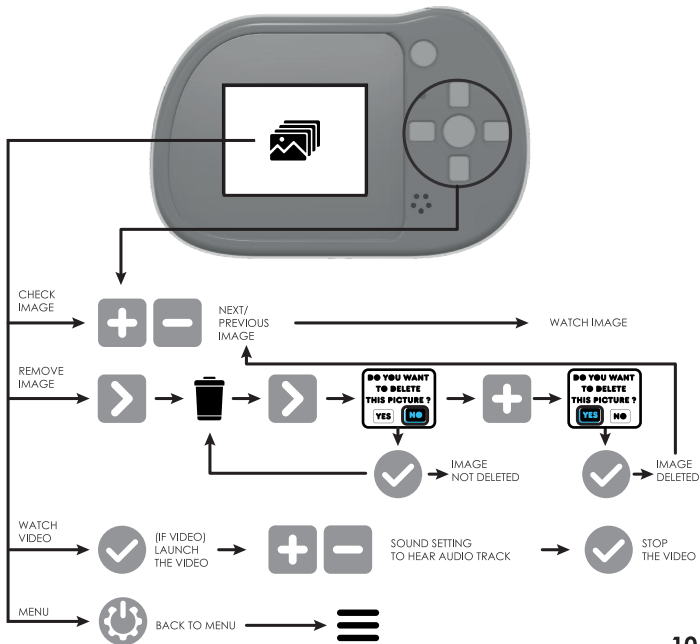 CHECK
IMAGE
NEXT/
PREVIOUS
IMAGE
WATCH IMAGE
REMOVE
IMAGE
DO YOU WANT
TO DELETE
THIS PICTURE ?
YES NO
DO YOU WANT
TO DELETE
THIS PICTURE ?
YES NO
IMAGE
NOT DELETED
IMAGE
DELETED
WATCH
VIDEO
(IF VIDEO)
LAUNCH
THE VIDEO
SOUND SETTING
TO HEAR AUDIO TRACK
STOP
THE VIDEO
MENU
BACK TO MENU
10